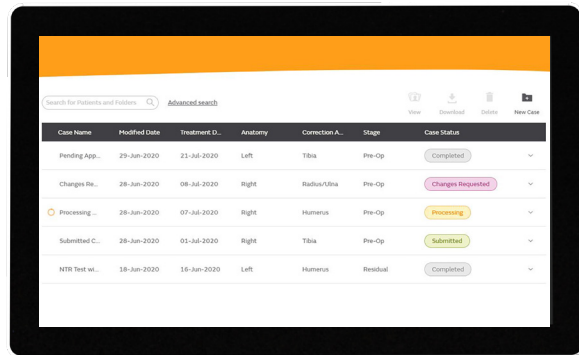 Search for Patients and Folders Advanced search
View Download Delete New Case
Case Name Modified Date Treatment D... Anatomy Correction A... Stage Case Status
Pending App... 29-Jun-2020 21-Jul-2020 Left Tibia Pre-Op Completed
Changes Re... 28-Jun-2020 08-Jul-2020 Right Radius/Ulna Pre-Op Changes Requested
Processing ... 28-Jun-2020 07-Jul-2020 Right Humerus Pre-Op Processing
Submitted C... 28-Jun-2020 01-Jul-2020 Right Tibia Pre-Op Submitted
NTR Test wi... 18-Jun-2020 16-Jun-2020 Left Humerus Residual Completed